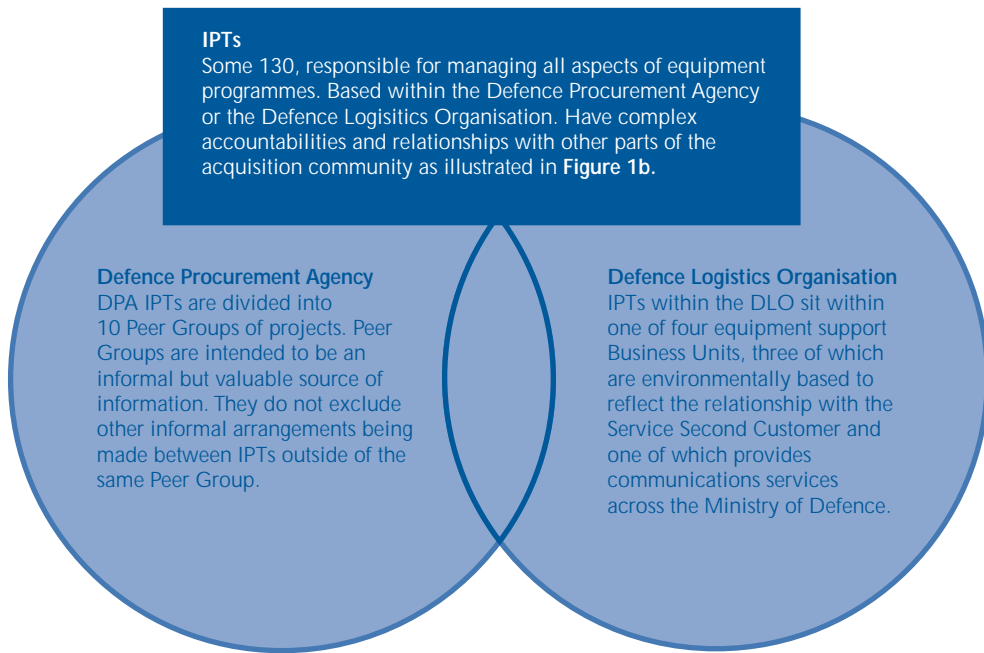 IPTs
Some 130, responsible for managing all aspects of equipment
programmes. Based within the Defence Procurement Agency
or the Defence Logisitics Organisation. Have complex
accountabilities and relationships with other parts of the
acquisition community as illustrated in Figure 1b.
Defence Procurement Agency
DPA IPTs are divided into
10 Peer Groups of projects. Peer
Groups are intended to be an
informal but valuable source of
information. They do not exclude
other informal arrangements being
made between IPTs outside of the
same Peer Group.
Defence Logistics Organisation
IPTs within the DLO sit within
one of four equipment support
Business Units, three of which
are environmentally based to
reflect the relationship with the
Service Second Customer and
one of which provides
communications services
across the Ministry of Defence.